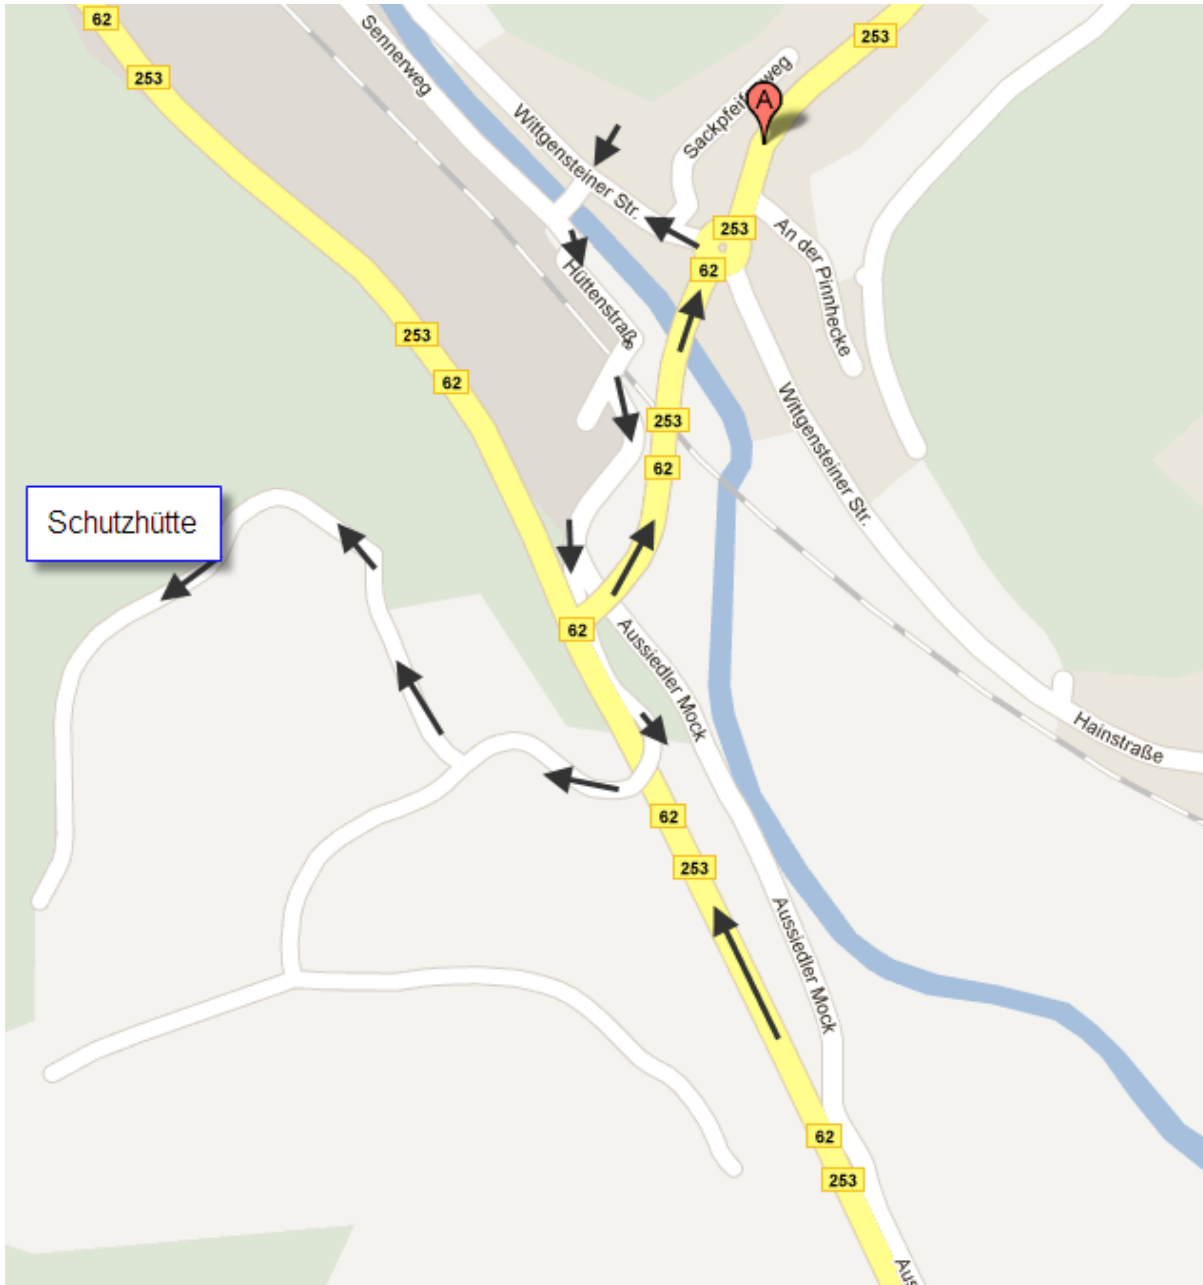 62
253
253
Sennerweg
Sackpfeifenweg
A
Wittgensteiner Str.
253
An der Pinnhecke
62
Hüttenstraße
253
62
253
Wittgensteiner Str.
62
Schutzhütte
62
Aussiedler Mock
Hainstraße
62
253
Aussiedler Mock
62
253
Aus